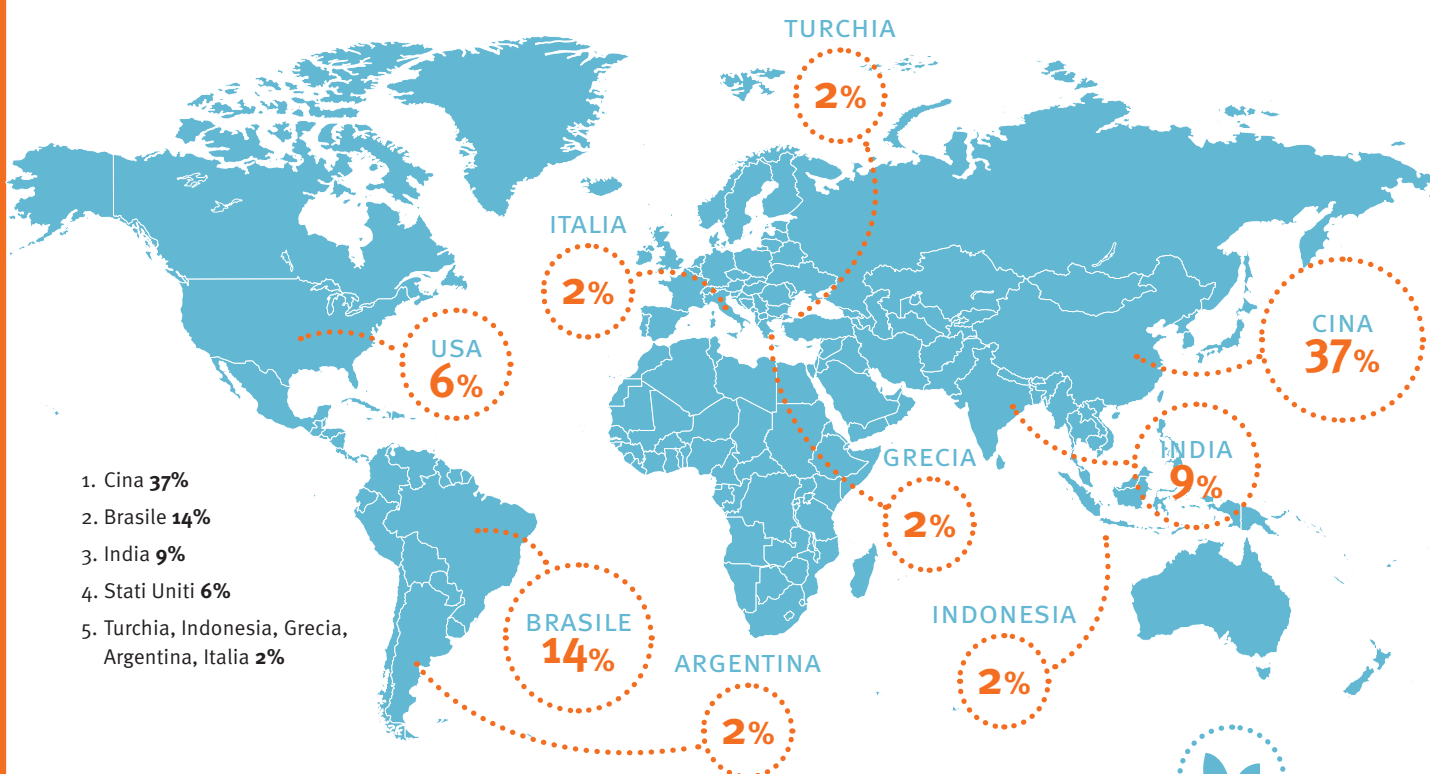 TURCHIA
2%
ITALIA
2%
USA
6%
CINA
37%
INDIA
9%
GRECIA
2%
1. Cina 37%
2. Brasile 14%
3. India 9%
4. Stati Uniti 6%
5. Turchia, Indonesia, Grecia,
Argentina, Italia 2%
BRASILE
14%
INDONESIA
2%
ARGENTINA
2%